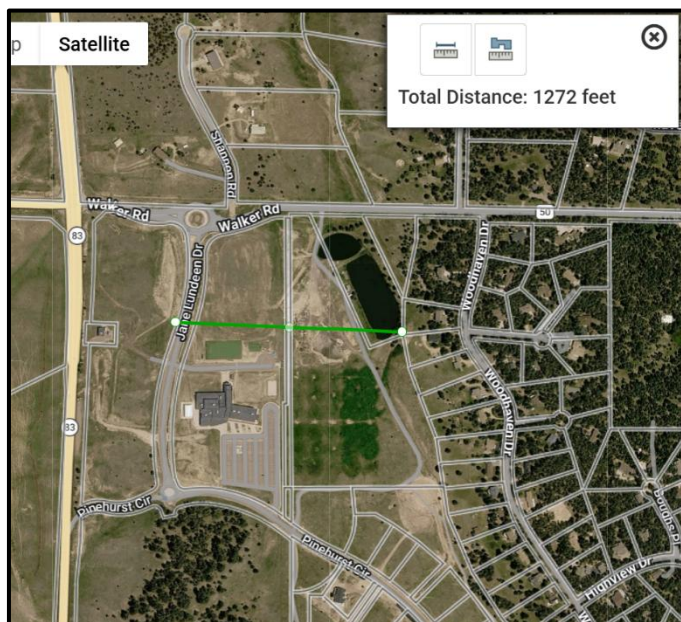 p
Satellite
Total Distance: 1272 feet
Shannon Rd
Walker Rd
Walker Rd
50
83
Jane Lundeen Dr
Woodhaven Dr
Woodhaven Dr
83
Pinehurst Cir
Pinehurst Cir
Highview Dr
W